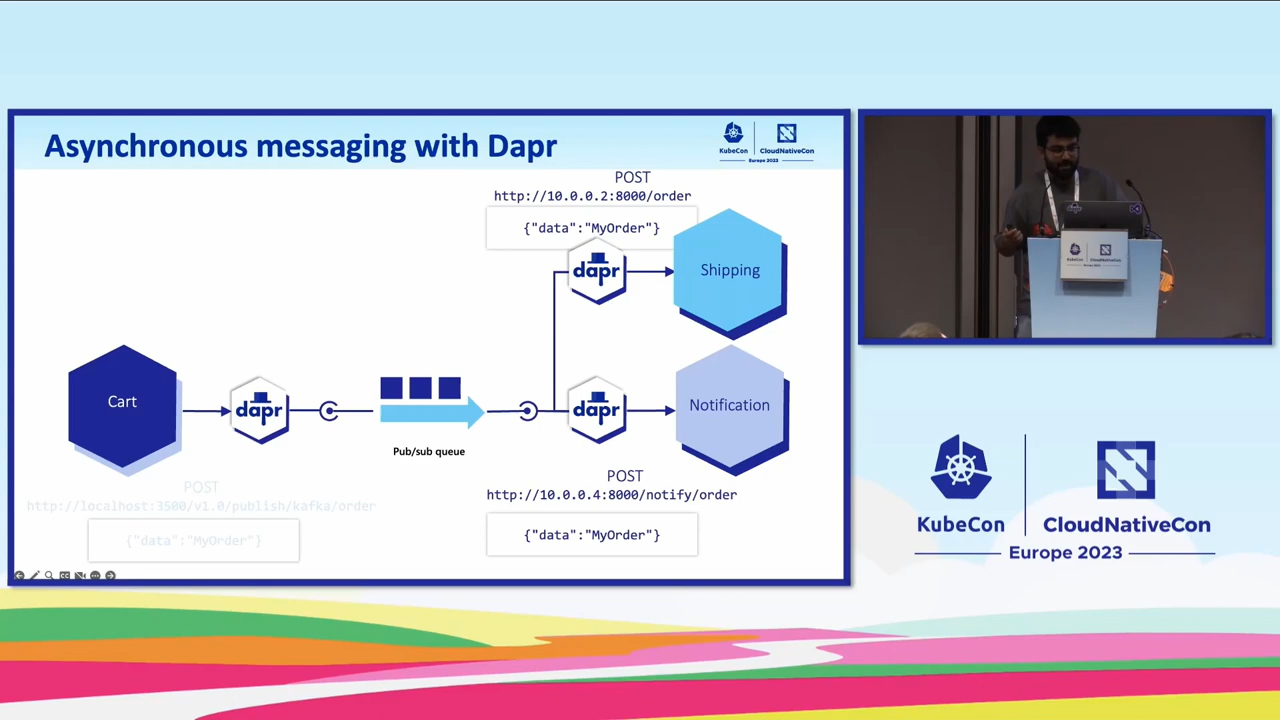 Asynchronous messaging with Dapr
KubeCon
CloudNativeCon
Europe 2023
POST
http://10.0.0.2:8000/order
{"data":"MyOrder"}
dapr
Shipping
Cart
dapr
dapr
Notification
Pub/sub queue
POST
http://localhost:3500/v1.0/publish/kafka/order
{"data":"MyOrder"}
POST
http://10.0.0.4:8000/notify/order
{"data":"MyOrder"}
KubeCon
CloudNativeCon
Europe 2023